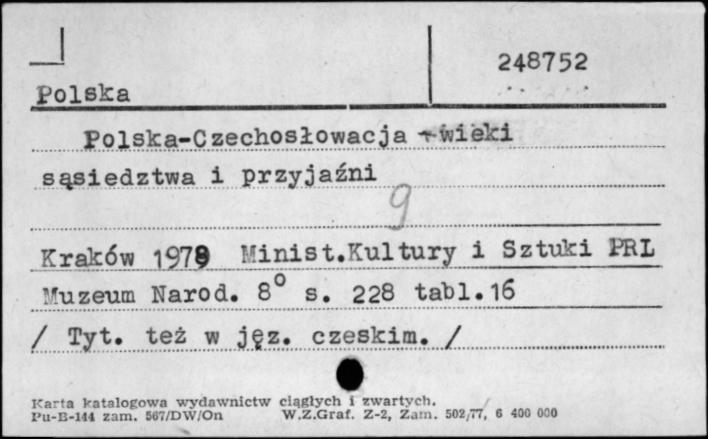 248752
Polska
Polska-Czechosłowacja - wieki
sąsiedztwa i przyjaźni
9
Kraków 1978 Minist.Kultury i Sztuki PRL
Muzeum Narod. 8° s. 228 tabl.16
/ Tyt. też w jęz. czeskim. /
Karta katalogowa wydawnictw ciągłych i zwartych.
Pu-E-144 zam. 567/DW/On W.Z.Graf. Z-2, Zam. 502/77, 6 400 000